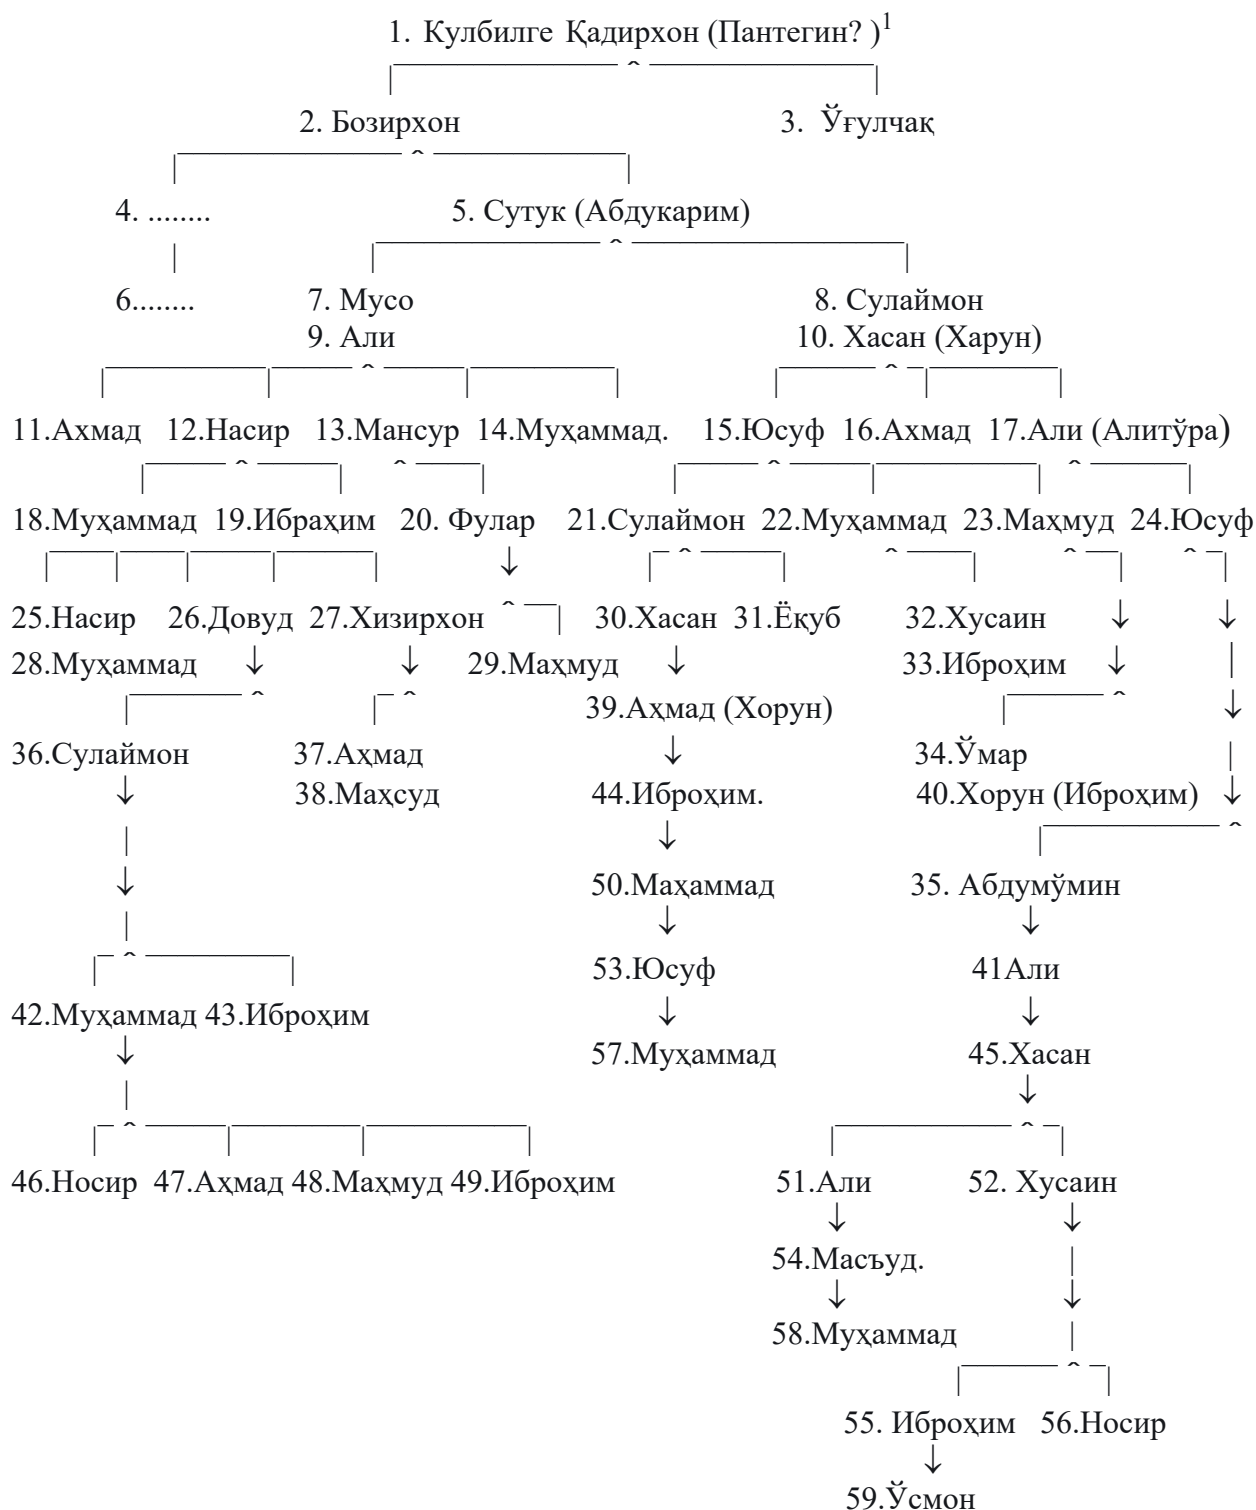 1. Кулбилге Қадирхон (Пантегин? )1
2. Бозирхон 3. Ўғулчақ
4. ........ 5. Сутук (Абдукарим)
6........ 7. Мусо 8. Сулаймон
9. Али 10. Хасан (Харун)
11.Ахмад 12.Насир 13.Мансур 14.Муҳаммад. 15.Юсуф 16.Ахмад 17.Али (Алитўра)
18.Муҳаммад 19.Ибраҳим 20. Фулар 21.Сулаймон 22.Муҳаммад 23.Маҳмуд 24.Юсуф
25.Насир 26.Довуд 27.Хизирхон 30.Хасан 31.Ёқуб 32.Хусаин
28.Муҳаммад 29.Маҳмуд 33.Иброҳим
39.Аҳмад (Хорун)
36.Сулаймон 37.Аҳмад 34.Ўмар
38.Маҳсуд 44.Иброҳим. 40.Хорун (Иброҳим)
50.Маҳаммад 35. Абдумўмин
53.Юсуф 41Али
42.Муҳаммад 43.Иброҳим
57.Муҳаммад 45.Хасан
46.Носир 47.Аҳмад 48.Маҳмуд 49.Иброҳим 51.Али 52. Хусаин
54.Масъуд.
58.Муҳаммад
55. Иброҳим 56.Носир
59.Ўсмон